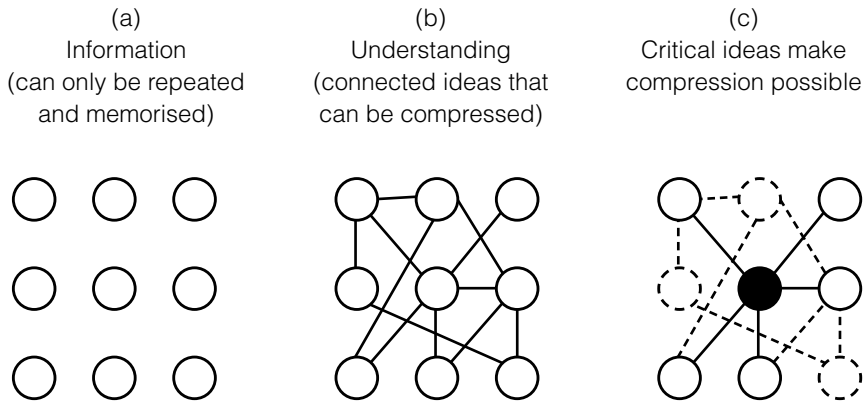 (a)
Information
(can only be repeated
and memorised)
(b)
Understanding
(connected ideas that
can be compressed)
(c)
Critical ideas make
compression possible